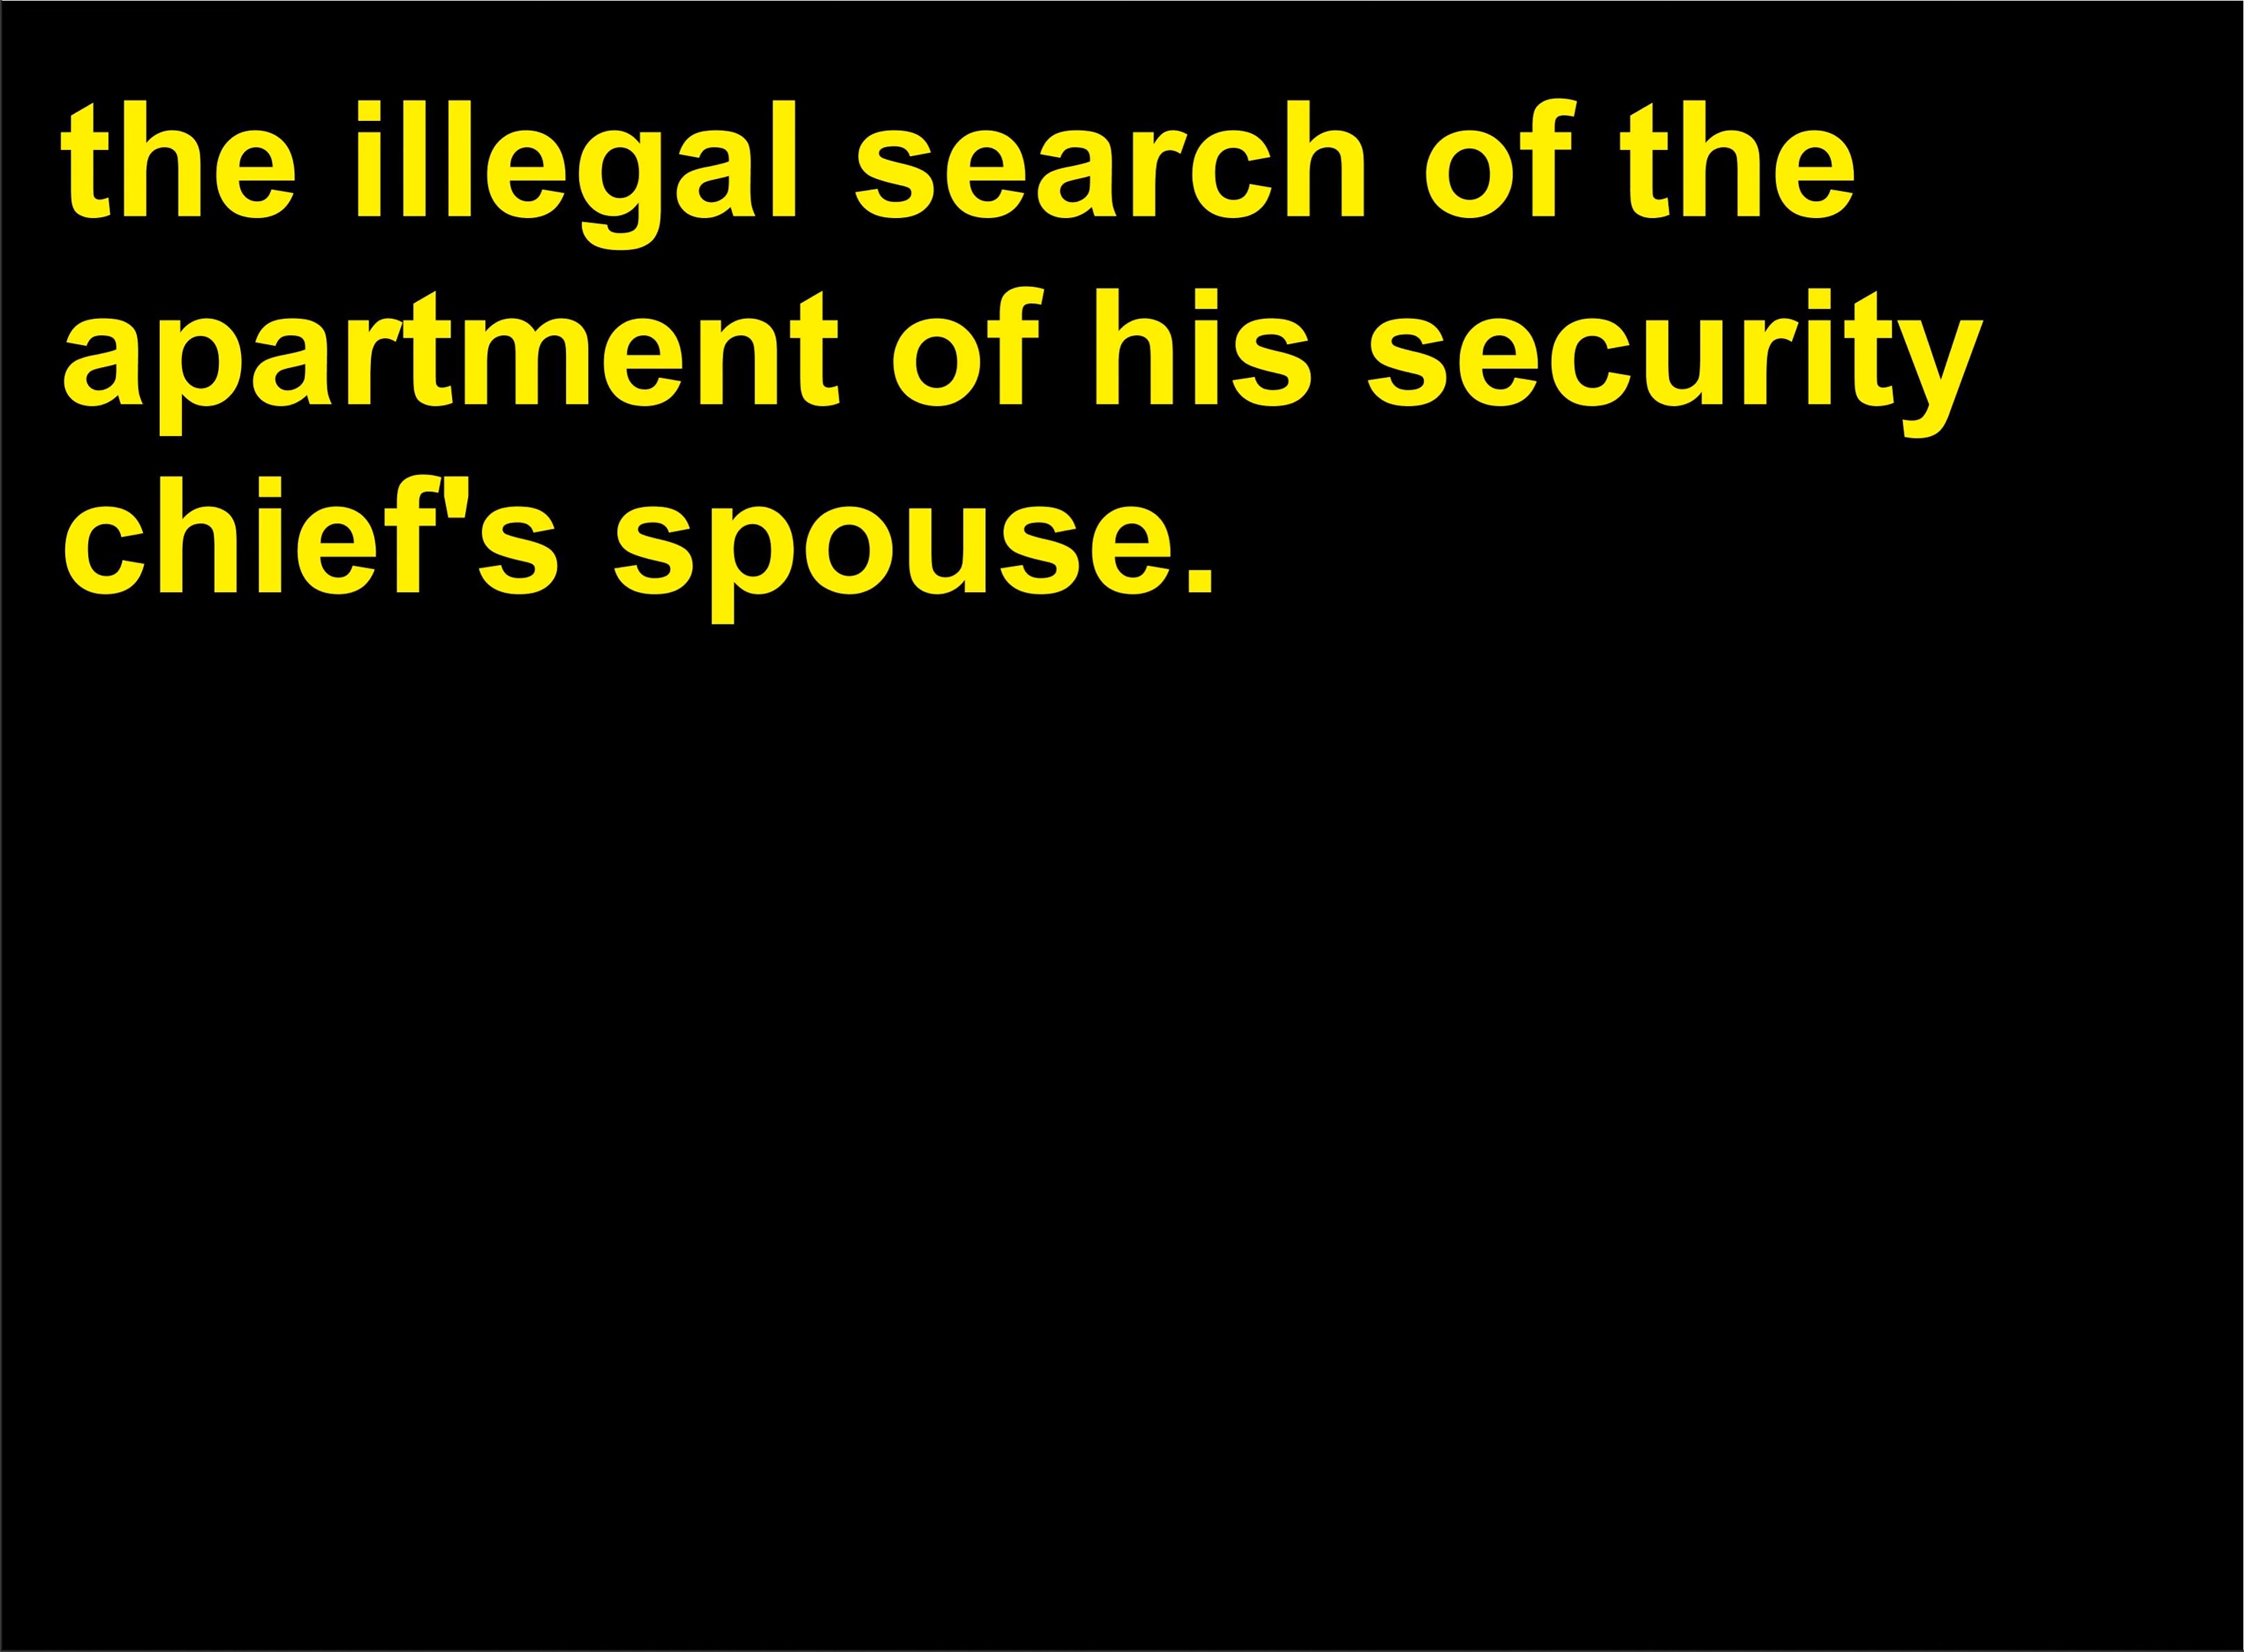 the illegal search of the
apartment of his security
chief's spouse.